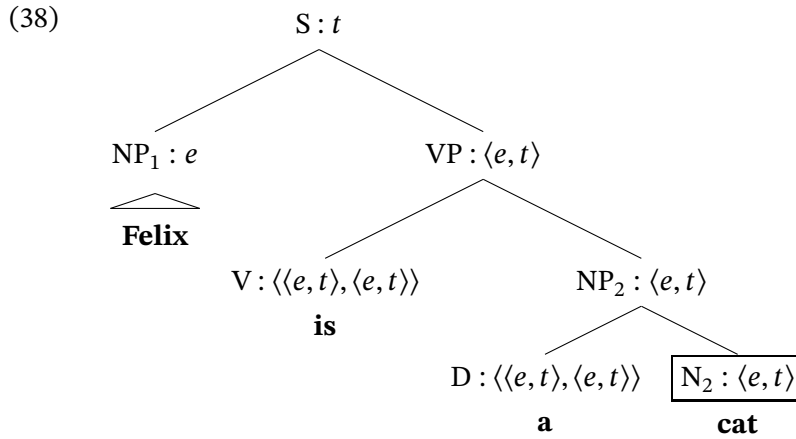 (38)
S : t
NP₁ : e
VP : ⟨e, t⟩
Felix
V : ⟨⟨e, t⟩, ⟨e, t⟩⟩
NP₂ : ⟨e, t⟩
is
D : ⟨⟨e, t⟩, ⟨e, t⟩⟩
N₂ : ⟨e, t⟩
a
cat